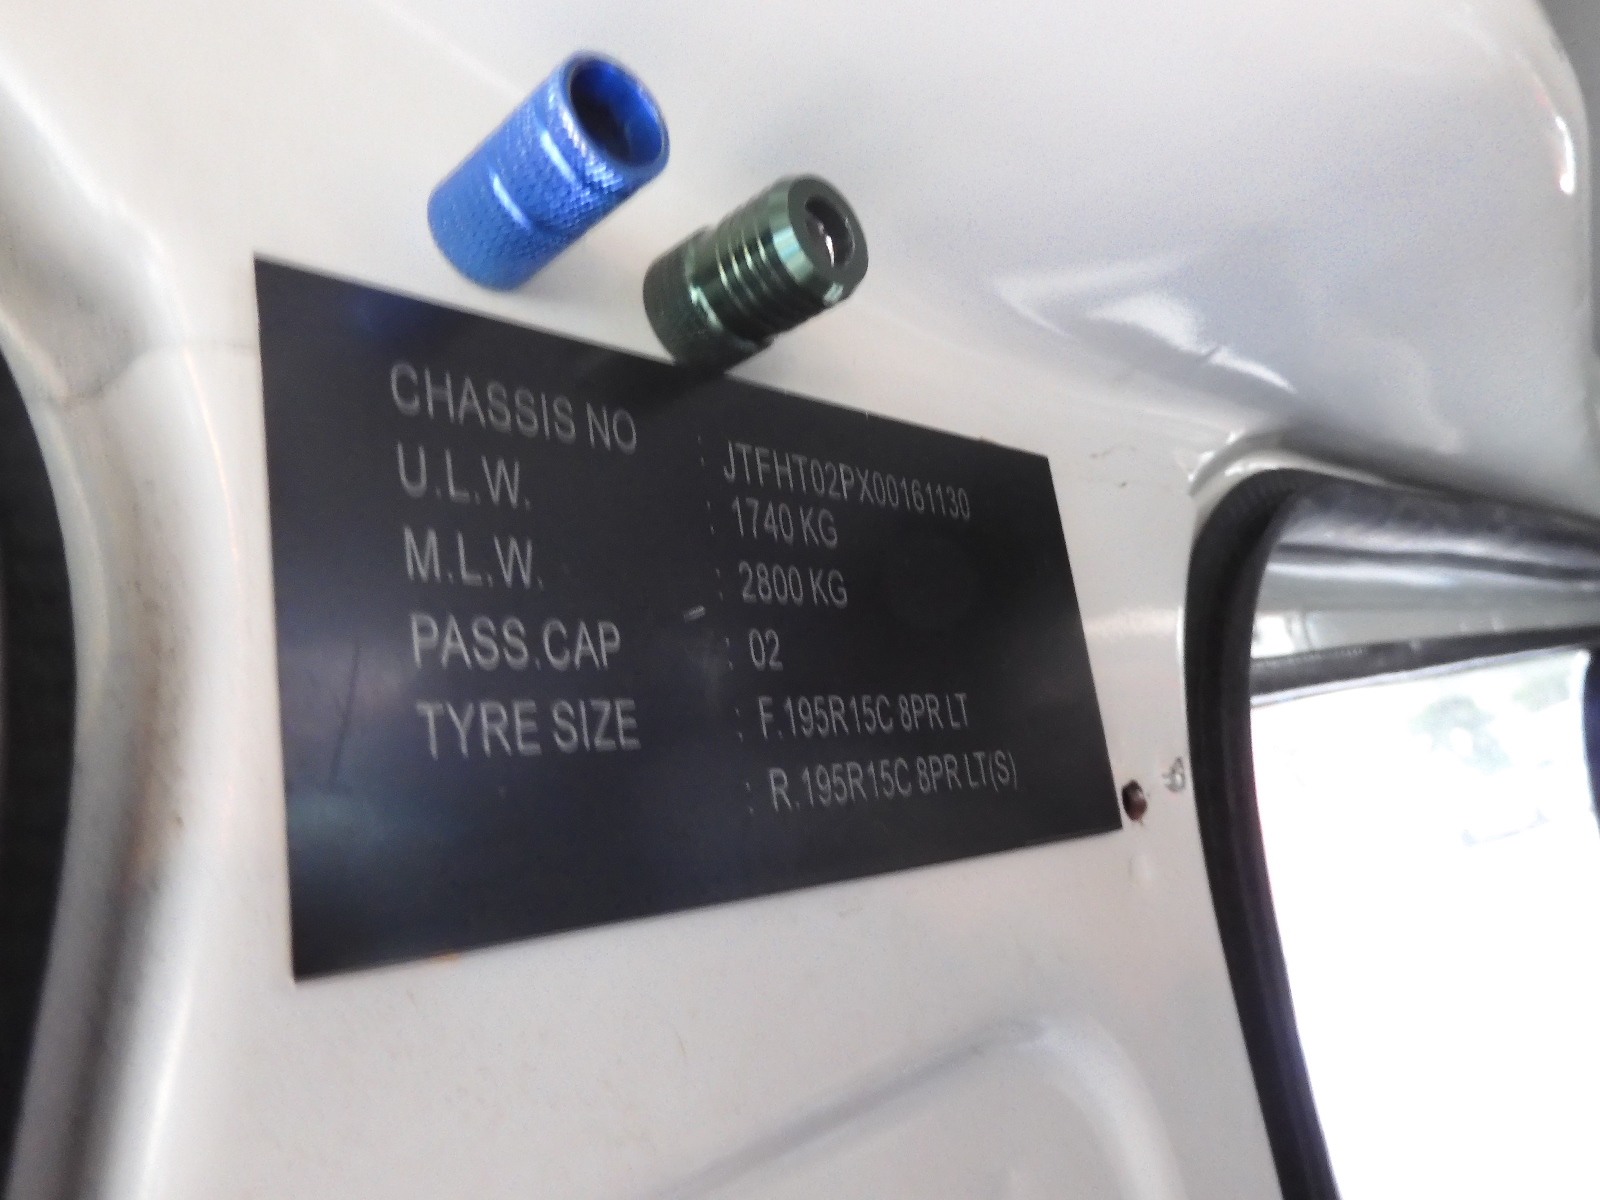 CHASSIS NO : JTFHT02PX00161130
U.L.W. : 1740 KG
M.L.W. : 2800 KG
PASS.CAP : 02
TYRE SIZE : F.195R15C 8PR LT
: R.195R15C 8PR LT(S)